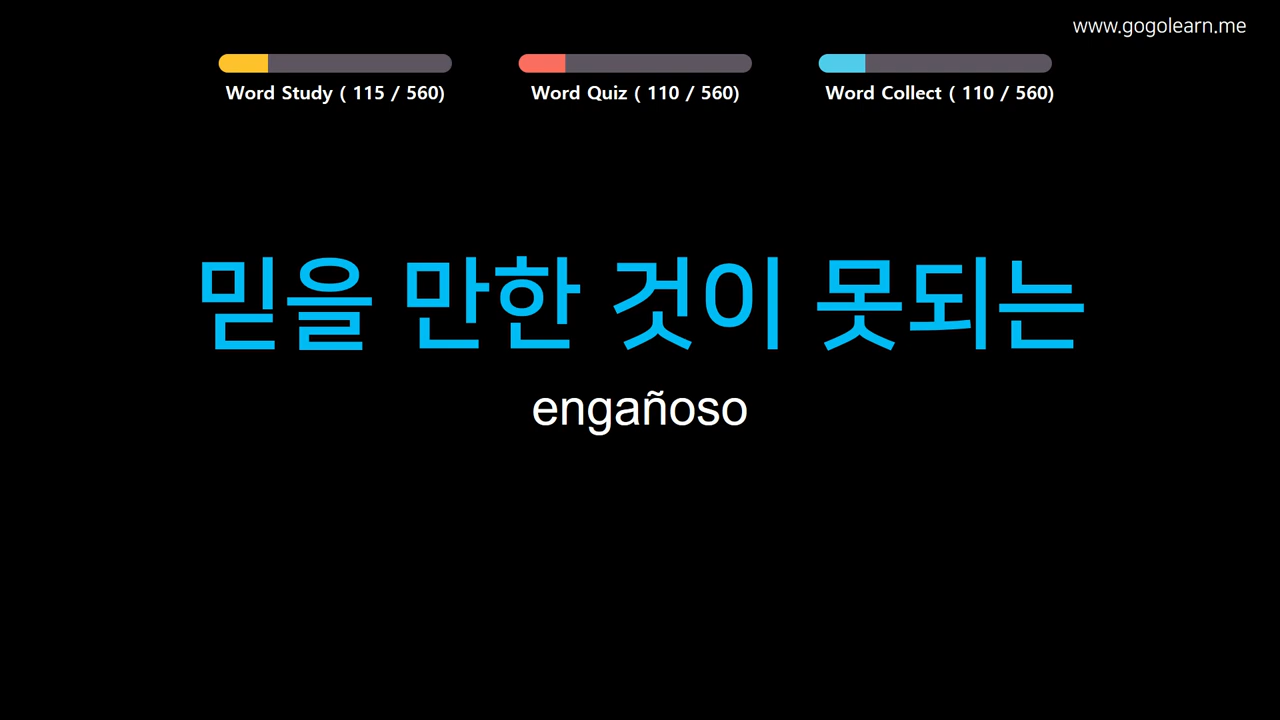 www.gogolearn.me
Word Study ( 115 / 560)
Word Quiz ( 110 / 560)
Word Collect ( 110 / 560)
믿을 만한 것이 못되는
engañoso